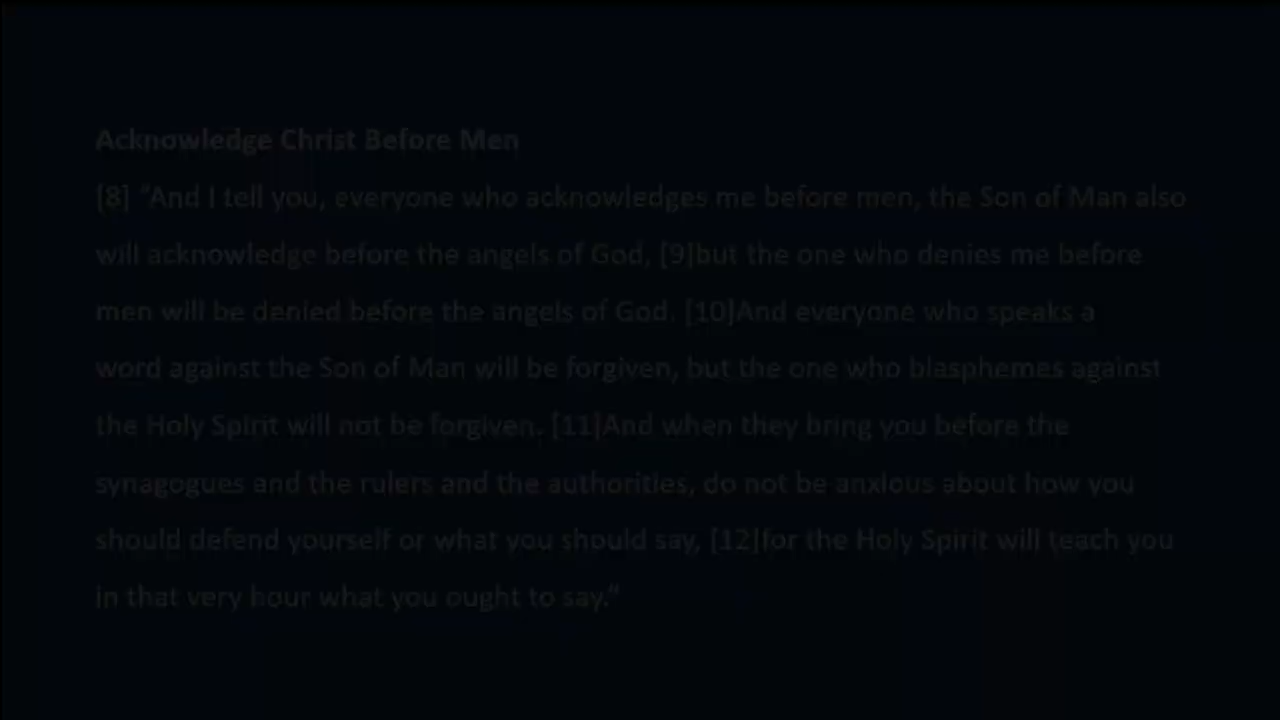 Acknowledge Christ Before Men
[8] “And I tell you, everyone who acknowledges me before men, the Son of Man also
will acknowledge before the angels of God, [9]but the one who denies me before
men will be denied before the angels of God. [10]And everyone who speaks a
word against the Son of Man will be forgiven, but the one who blasphemes against
the Holy Spirit will not be forgiven. [11]And when they bring you before the
synagogues and the rulers and the authorities, do not be anxious about how you
should defend yourself or what you should say, [12]for the Holy Spirit will teach you
in that very hour what you ought to say.”